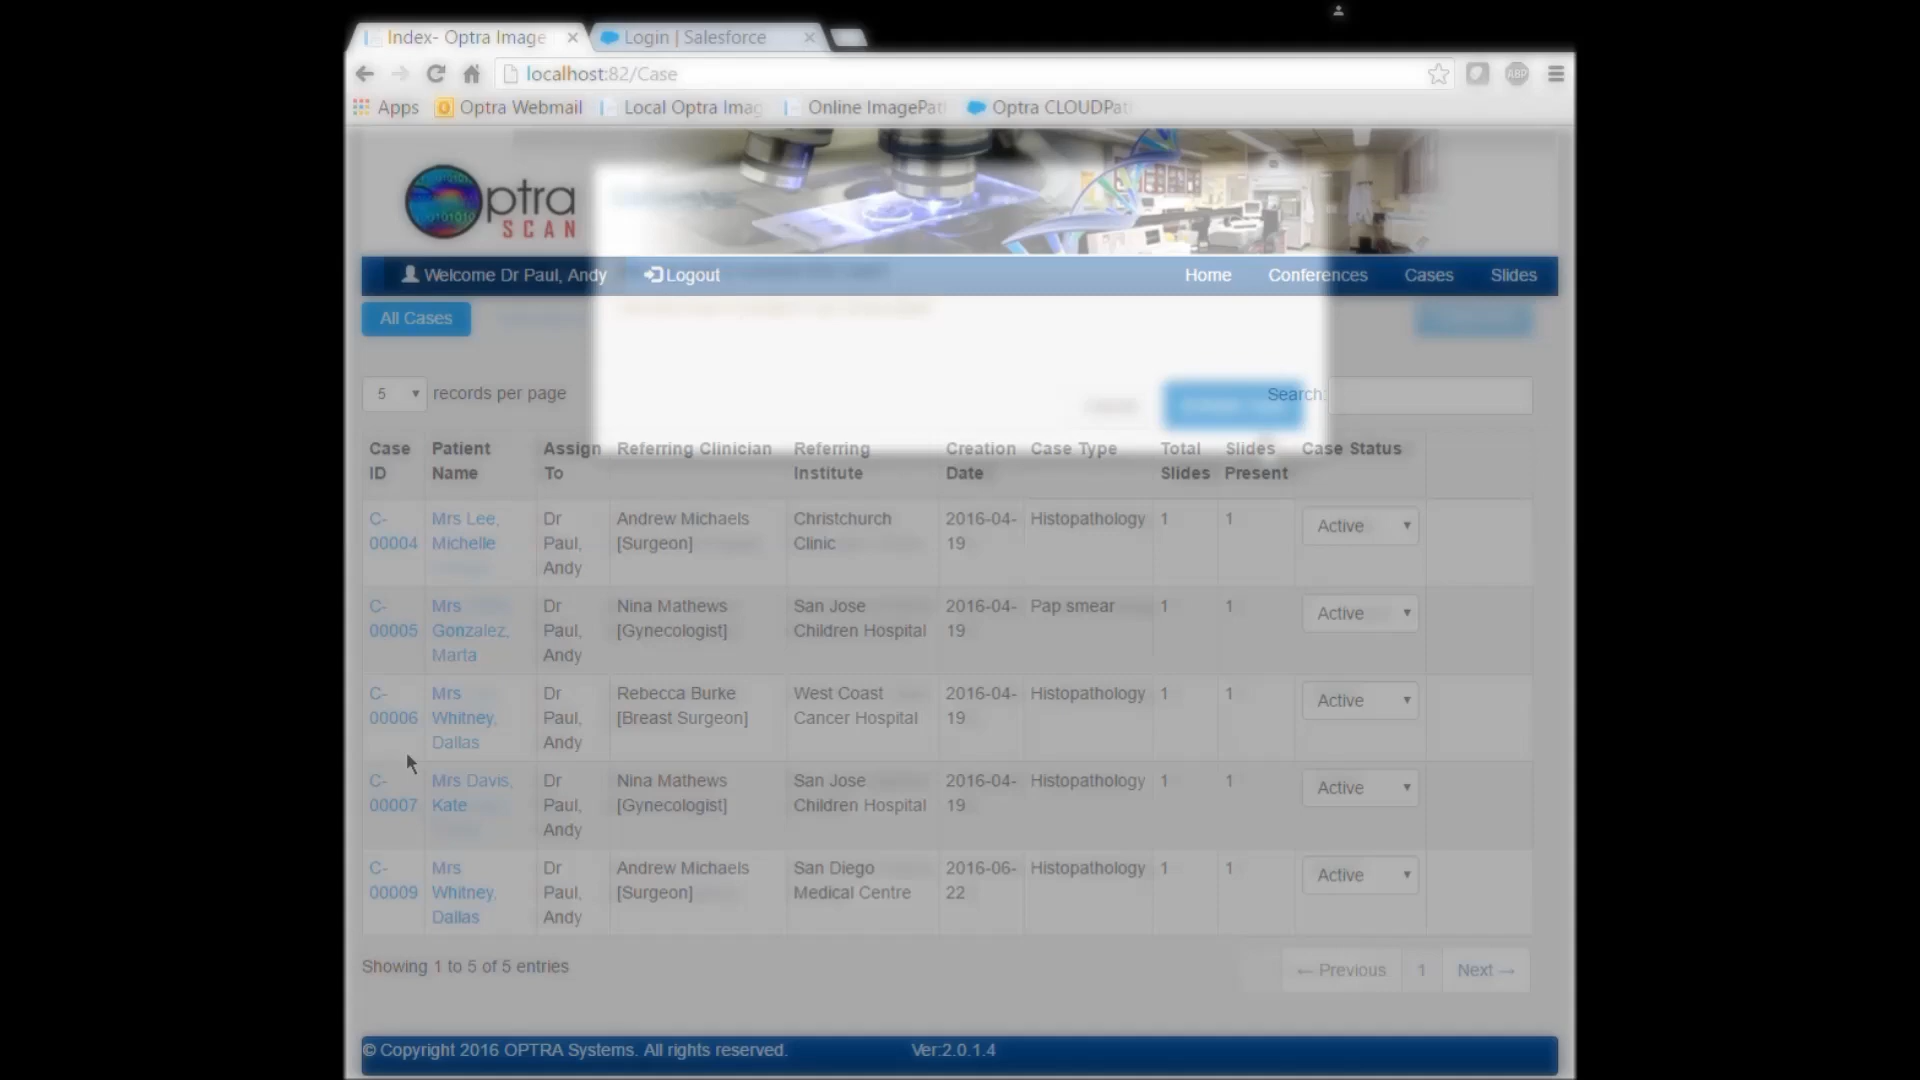 Index- Optra Image
Login | Salesforce
localhost:82/Case
ABP
Apps
Optra Webmail
Local Optra Imag
Online ImagePat
Optra CLOUDPat
Optra
SCAN
Welcome Dr Paul, Andy
Logout
Home
Conferences
Cases
Slides
All Cases
5 records per page
Search:
Case ID Patient Name Assign To Referring Clinician Referring Institute Creation Date Case Type Total Slides Slides Present Case Status
C-00004 Mrs Lee, Michelle Dr Paul, Andy Andrew Michaels [Surgeon] Christchurch Clinic 2016-04-19 Histopathology 1 1 Active
C-00005 Mrs Gonzalez, Marta Dr Paul, Andy Nina Mathews [Gynecologist] San Jose Children Hospital 2016-04-19 Pap smear 1 1 Active
C-00006 Mrs Whitney, Dallas Dr Paul, Andy Rebecca Burke [Breast Surgeon] West Coast Cancer Hospital 2016-04-19 Histopathology 1 1 Active
C-00007 Mrs Davis, Kate Dr Paul, Andy Nina Mathews [Gynecologist] San Jose Children Hospital 2016-04-19 Histopathology 1 1 Active
C-00009 Mrs Whitney, Dallas Dr Paul, Andy Andrew Michaels [Surgeon] San Diego Medical Centre 2016-06-22 Histopathology 1 1 Active
Showing 1 to 5 of 5 entries
← Previous 1 Next →
© Copyright 2016 OPTRA Systems. All rights reserved.
Ver:2.0.1.4